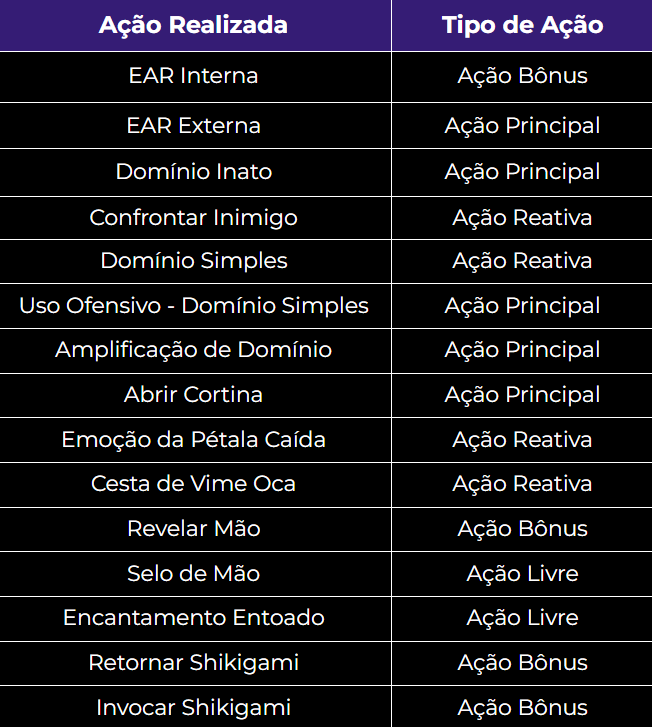 Ação Realizada Tipo de Ação
EAR Interna Ação Bônus
EAR Externa Ação Principal
Domínio Inato Ação Principal
Confrontar Inimigo Ação Reativa
Domínio Simples Ação Reativa
Uso Ofensivo - Domínio Simples Ação Principal
Amplificação de Domínio Ação Principal
Abrir Cortina Ação Principal
Emoção da Pétala Caída Ação Reativa
Cesta de Vime Oca Ação Reativa
Revelar Mão Ação Bônus
Selo de Mão Ação Livre
Encantamento Entoado Ação Livre
Retornar Shikigami Ação Bônus
Invocar Shikigami Ação Bônus